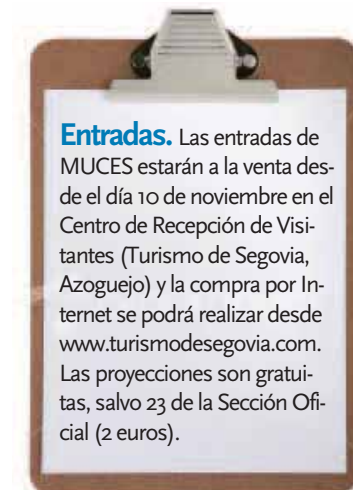 Entradas. Las entradas de
MUCES estarán a la venta des-
de el día 10 de noviembre en el
Centro de Recepción de Visi-
tantes (Turismo de Segovia,
Azoguejo) y la compra por In-
ternet se podrá realizar desde
www.turismodesegovia.com.
Las proyecciones son gratui-
tas, salvo 23 de la Sección Ofi-
cial (2 euros).